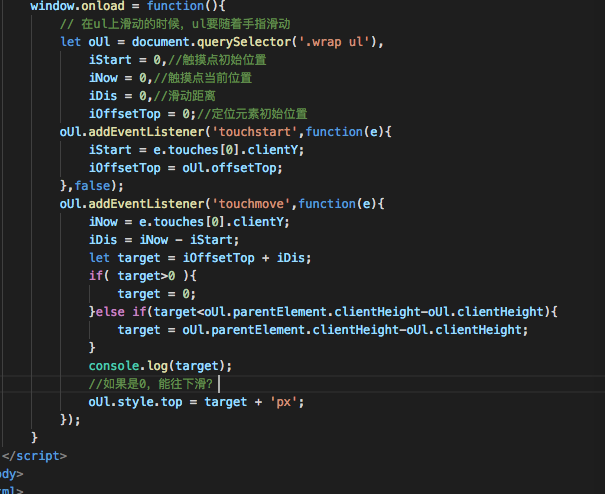 window.onload = function(){
// 在ul上滑动的时候，ul要随着手指滑动
let oUl = document.querySelector('.wrap ul'),
iStart = 0,//触摸点初始位置
iNow = 0,//触摸点当前位置
iDis = 0,//滑动距离
iOffsetTop = 0;//定位元素初始位置
oUl.addEventListener('touchstart',function(e){
iStart = e.touches[0].clientY;
iOffsetTop = oUl.offsetTop;
},false);
oUl.addEventListener('touchmove',function(e){
iNow = e.touches[0].clientY;
iDis = iNow - iStart;
let target = iOffsetTop + iDis;
if( target>0 ){
target = 0;
}else if(target<oUl.parentElement.clientHeight-oUl.clientHeight){
target = oUl.parentElement.clientHeight-oUl.clientHeight;
}
console.log(target);
//如果是0，能往下滑？
oUl.style.top = target + 'px';
});
}
</script>
ody>